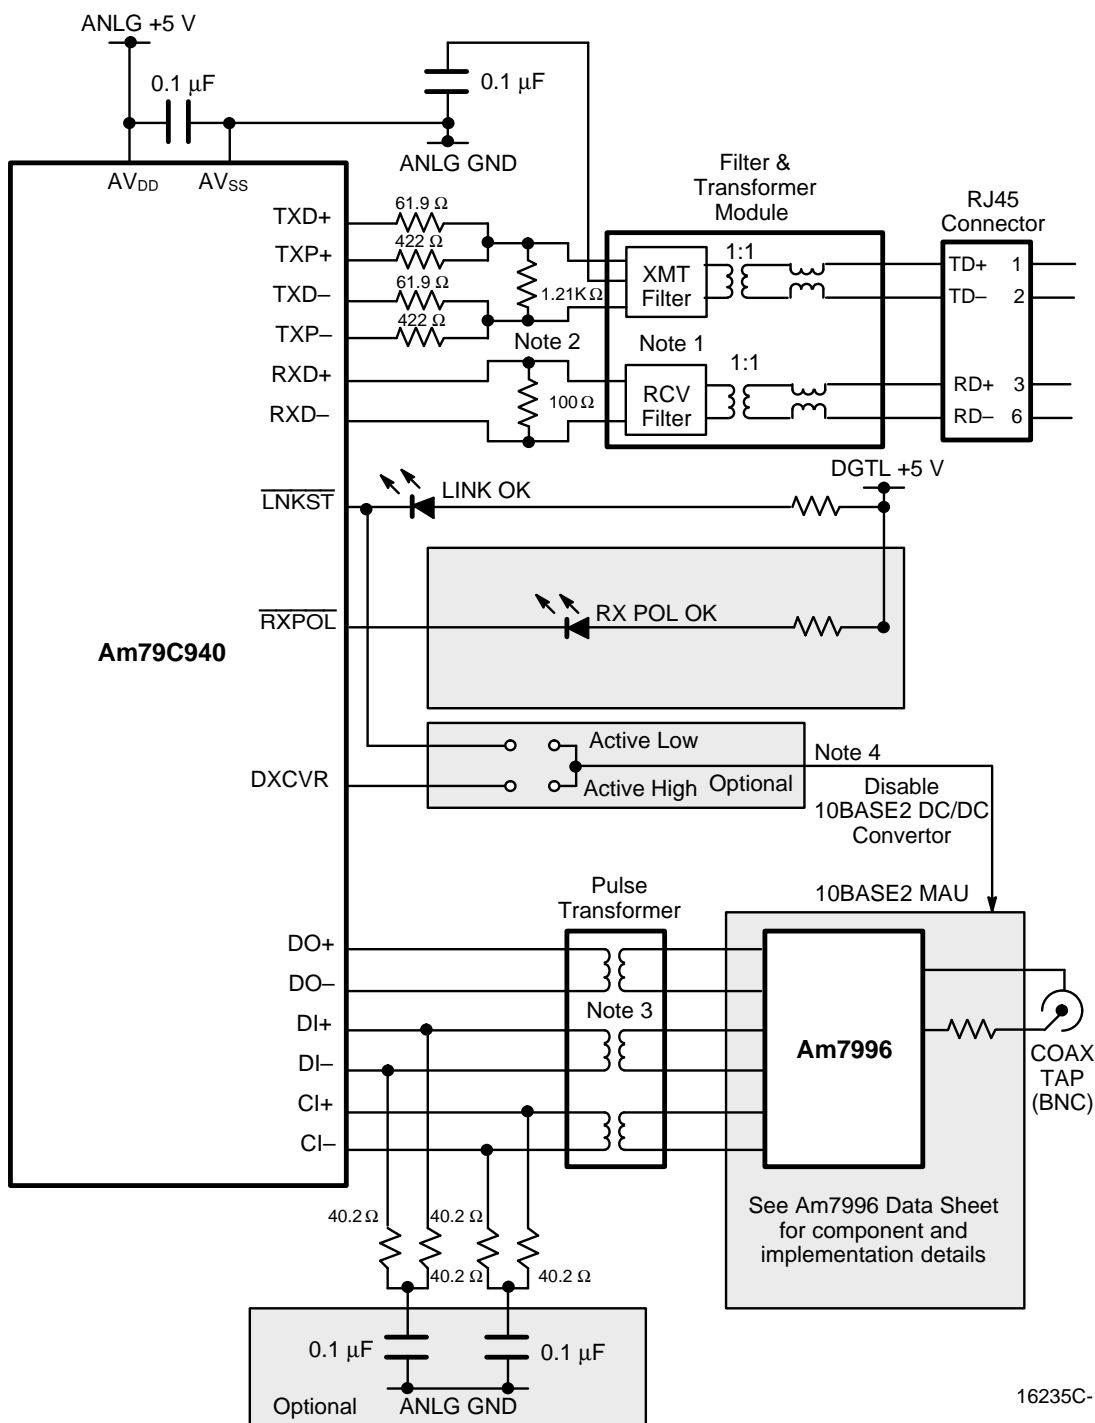 ANLG +5 V
0.1 µF
0.1 µF
ANLG GND
AVDD
AVSS
Filter &
Transformer
Module
RJ45
Connector
TXD+
61.9 Ω
TXP+
422 Ω
TXD–
61.9 Ω
TXP–
422 Ω
1.21K Ω
XMT
Filter
1:1
TD+ 1
TD– 2
Note 2
Note 1
RXD+
RXD–
100 Ω
RCV
Filter
1:1
RD+ 3
RD– 6
DGTL +5 V
LNKST
LINK OK
RXPOL
RX POL OK
Am79C940
DXCVR
Active Low
Active High
Optional
Note 4
Disable
10BASE2 DC/DC
Convertor
Pulse
Transformer
10BASE2 MAU
DO+
DO–
DI+
DI–
CI+
CI–
Note 3
Am7996
COAX
TAP
(BNC)
See Am7996 Data Sheet
for component and
implementation details
40.2 Ω
40.2 Ω
40.2 Ω
40.2 Ω
0.1 µF
0.1 µF
Optional
ANLG GND
16235C-